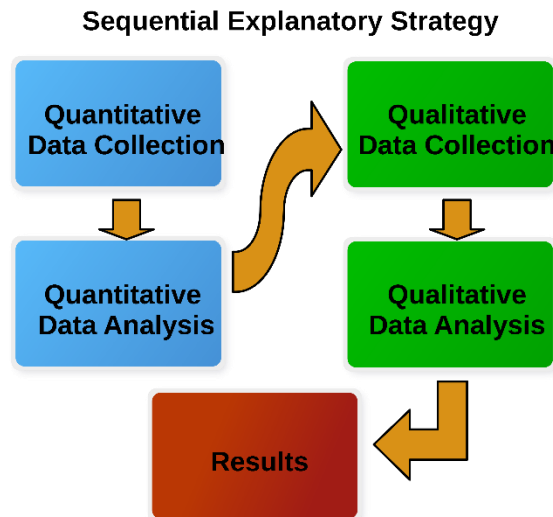 Sequential Explanatory Strategy
Quantitative
Data Collection
Quantitative
Data Analysis
Qualitative
Data Collection
Qualitative
Data Analysis
Results